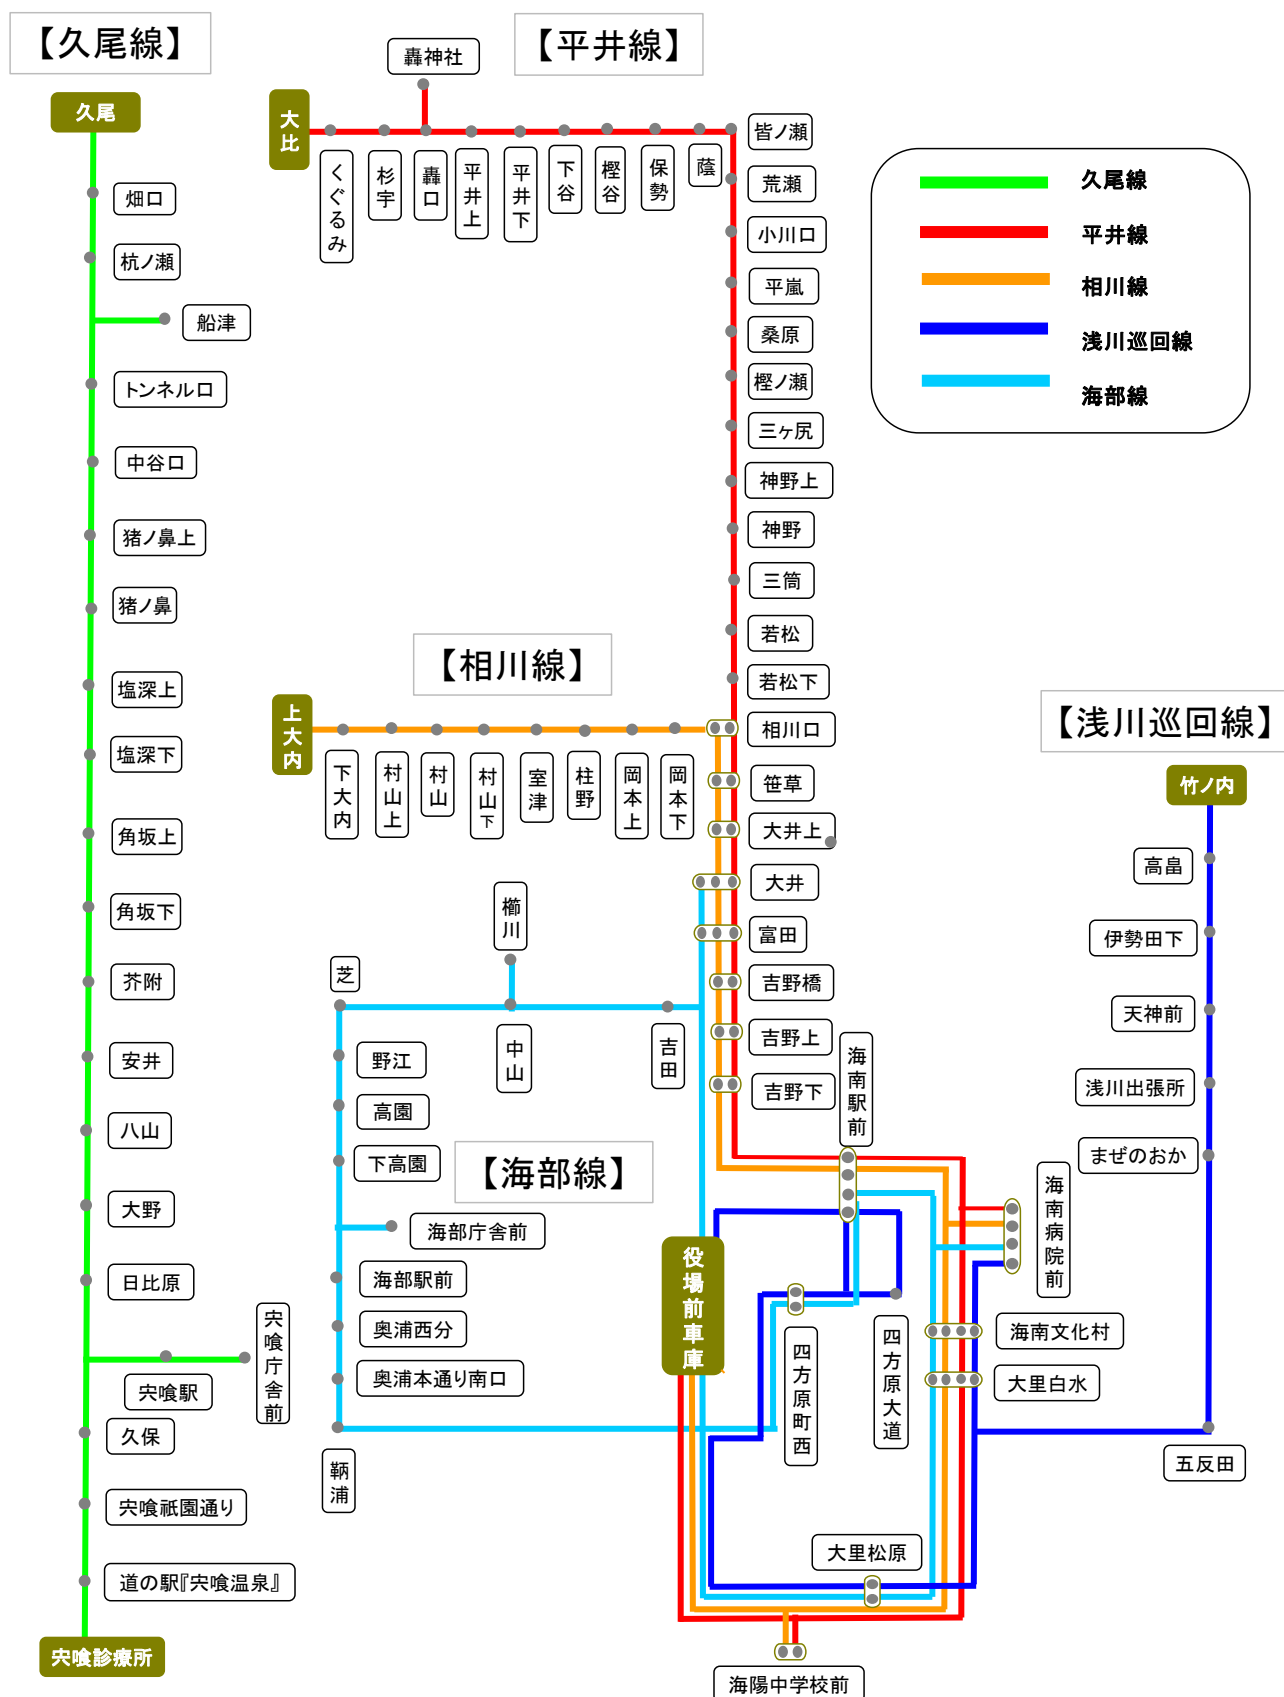 【久尾線】
久尾
畑口
杭ノ瀬
船津
トンネル口
中谷口
猪ノ鼻上
猪ノ鼻
塩深上
塩深下
角坂上
角坂下
芥附
安井
八山
大野
日比原
宍喰庁舎前
宍喰駅
久保
宍喰祇園通り
道の駅『宍喰温泉』
宍喰診療所
【平井線】
轟神社
大比
くぐるみ
杉宇
轟口
平井上
平井下
下谷
樫谷
保勢
蔭
皆ノ瀬
荒瀬
小川口
平嵐
桑原
樫ノ瀬
三ヶ尻
神野上
神野
三筒
若松
若松下
相川口
笹草
大井上
大井
富田
吉野橋
吉野上
吉野下
久尾線
平井線
相川線
浅川巡回線
海部線
【相川線】
上大内
下大内
村山上
村山
村山下
室津
柱野
岡本上
岡本下
【海部線】
櫛川
芝
中山
吉田
野江
高園
下高園
海部庁舎前
海部駅前
奥浦西分
奥浦本通り南口
鞆浦
役場前車庫
海南駅前
海南病院前
四方原町西
四方原大道
海南文化村
大里白水
大里松原
海陽中学校前
【浅川巡回線】
竹ノ内
高畠
伊勢田下
天神前
浅川出張所
まぜのおか
五反田